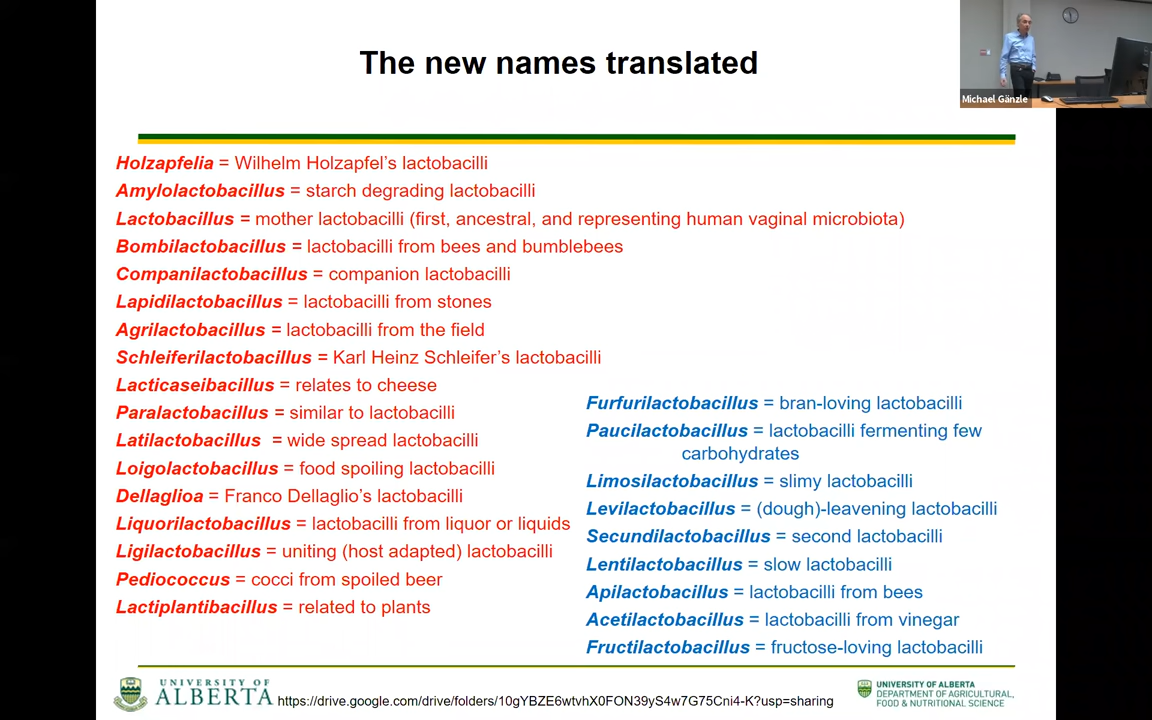 The new names translated
Michael Gänzle
Holzapfelia = Wilhelm Holzapfel's lactobacilli
Amylolactobacillus = starch degrading lactobacilli
Lactobacillus = mother lactobacilli (first, ancestral, and representing human vaginal microbiota)
Bombilactobacillus = lactobacilli from bees and bumblebees
Companilactobacillus = companion lactobacilli
Lapidilactobacillus = lactobacilli from stones
Agrilactobacillus = lactobacilli from the field
Schleiferilactobacillus = Karl Heinz Schleifer's lactobacilli
Lacticaseibacillus = relates to cheese
Paralactobacillus = similar to lactobacilli
Latilactobacillus = wide spread lactobacilli
Loigolactobacillus = food spoiling lactobacilli
Dellaglioa = Franco Dellaglio's lactobacilli
Liquorilactobacillus = lactobacilli from liquor or liquids
Ligilactobacillus = uniting (host adapted) lactobacilli
Pediococcus = cocci from spoiled beer
Lactiplantibacillus = related to plants
Furfurilactobacillus = bran-loving lactobacilli
Paucilactobacillus = lactobacilli fermenting few
carbohydrates
Limosilactobacillus = slimy lactobacilli
Levilactobacillus = (dough)-leavening lactobacilli
Secundilactobacillus = second lactobacilli
Lentilactobacillus = slow lactobacilli
Apilactobacillus = lactobacilli from bees
Acetilactobacillus = lactobacilli from vinegar
Fructilactobacillus = fructose-loving lactobacilli
UNIVERSITY OF
ALBERTA
https://drive.google.com/drive/folders/10gYBZE6wtvhX0FON39yS4w7G75Cni4-K?usp=sharing
UNIVERSITY OF ALBERTA
DEPARTMENT OF AGRICULTURAL,
FOOD & NUTRITIONAL SCIENCE